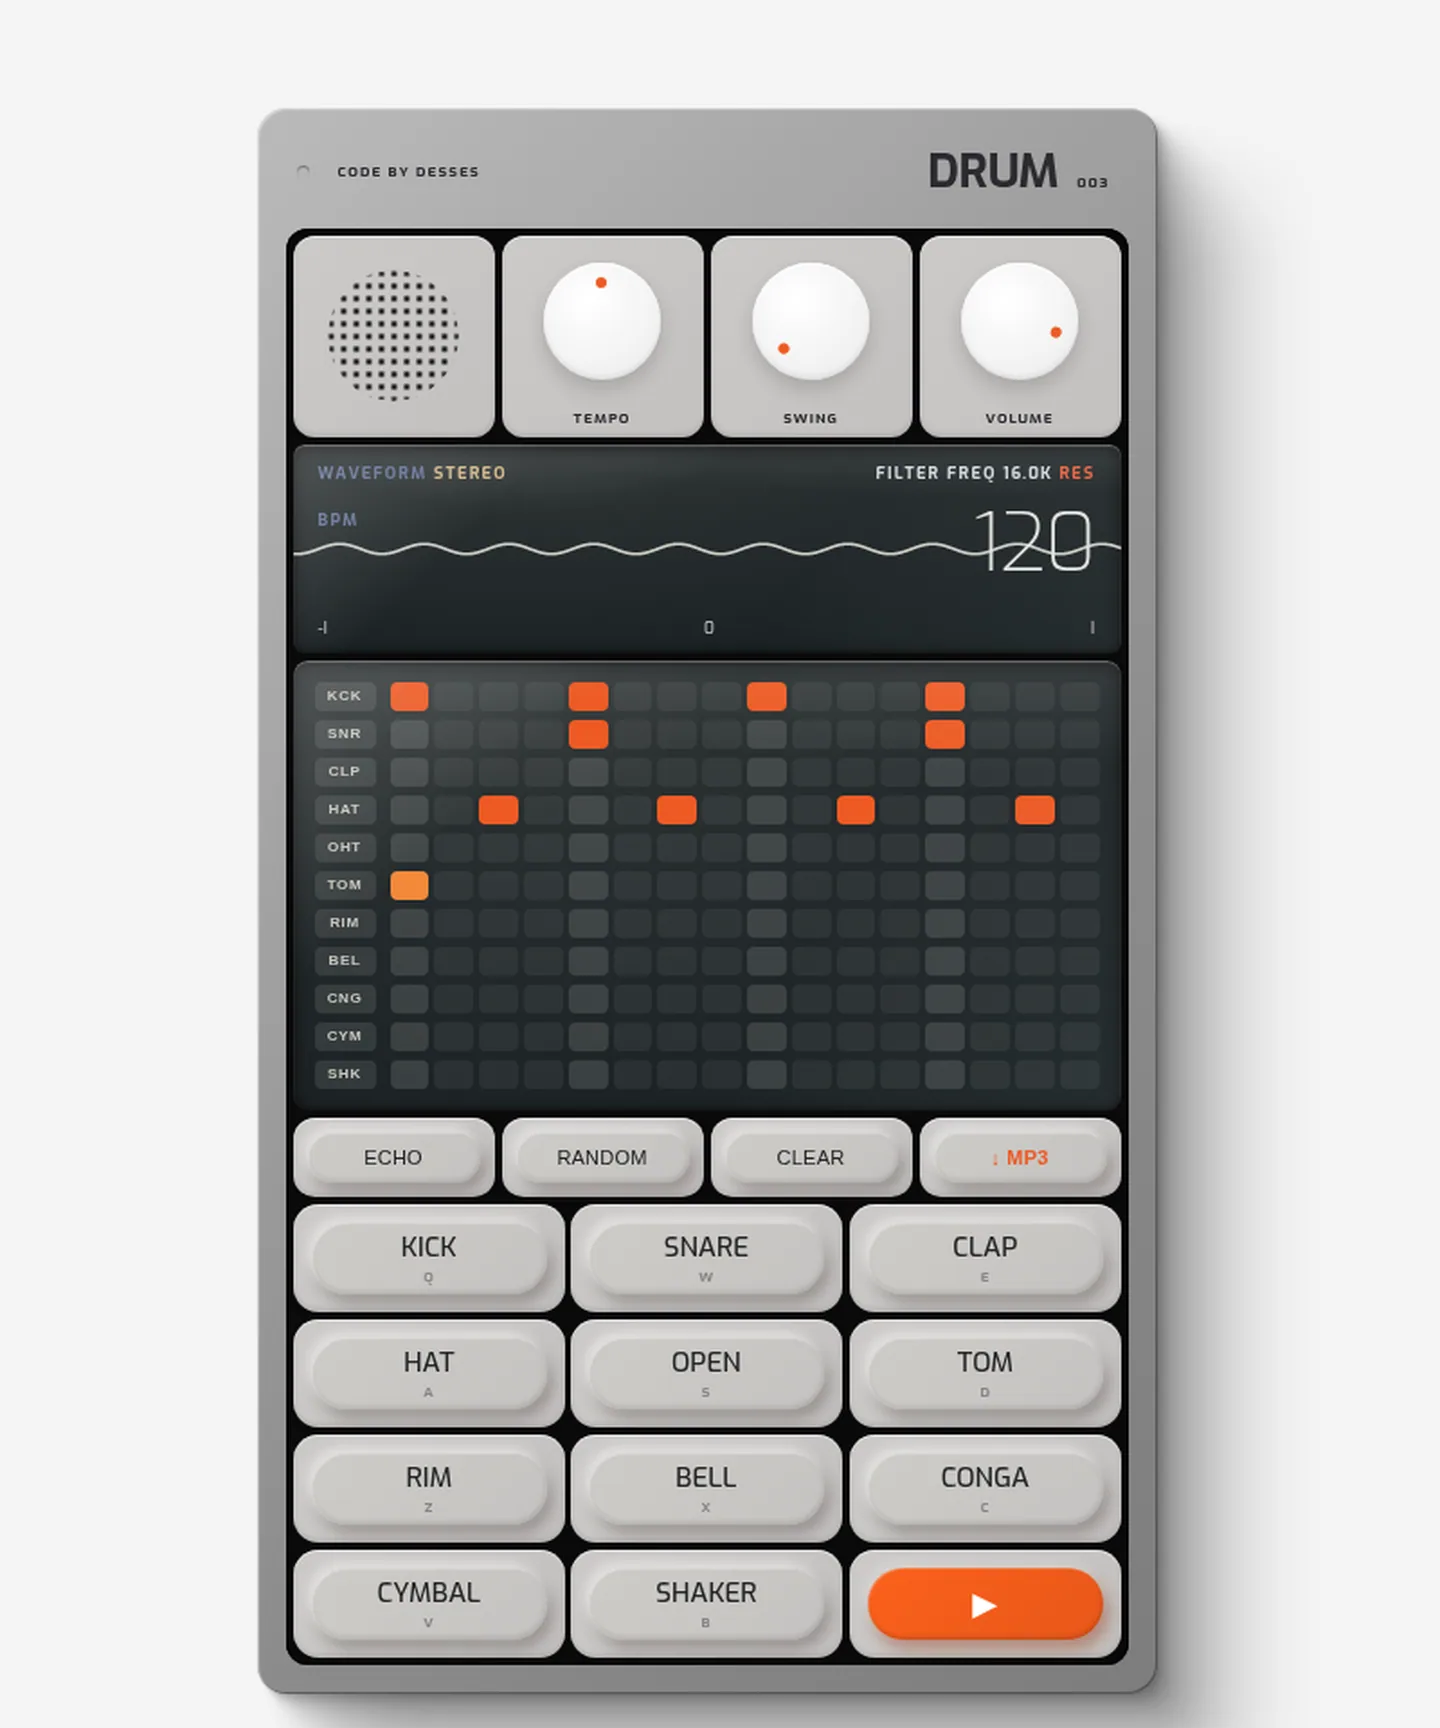 CODE BY DESSES
DRUM 003
TEMPO SWING VOLUME
WAVEFORM STEREO FILTER FREQ 16.0K RES
BPM 120
-1 0 1
KCK
SNR
CLP
HAT
OHT
TOM
RIM
BEL
CNG
CYM
SHK
ECHO RANDOM CLEAR ↓ MP3
KICK SNARE CLAP
Q W E
HAT OPEN TOM
A S D
RIM BELL CONGA
Z X C
CYMBAL SHAKER
V B